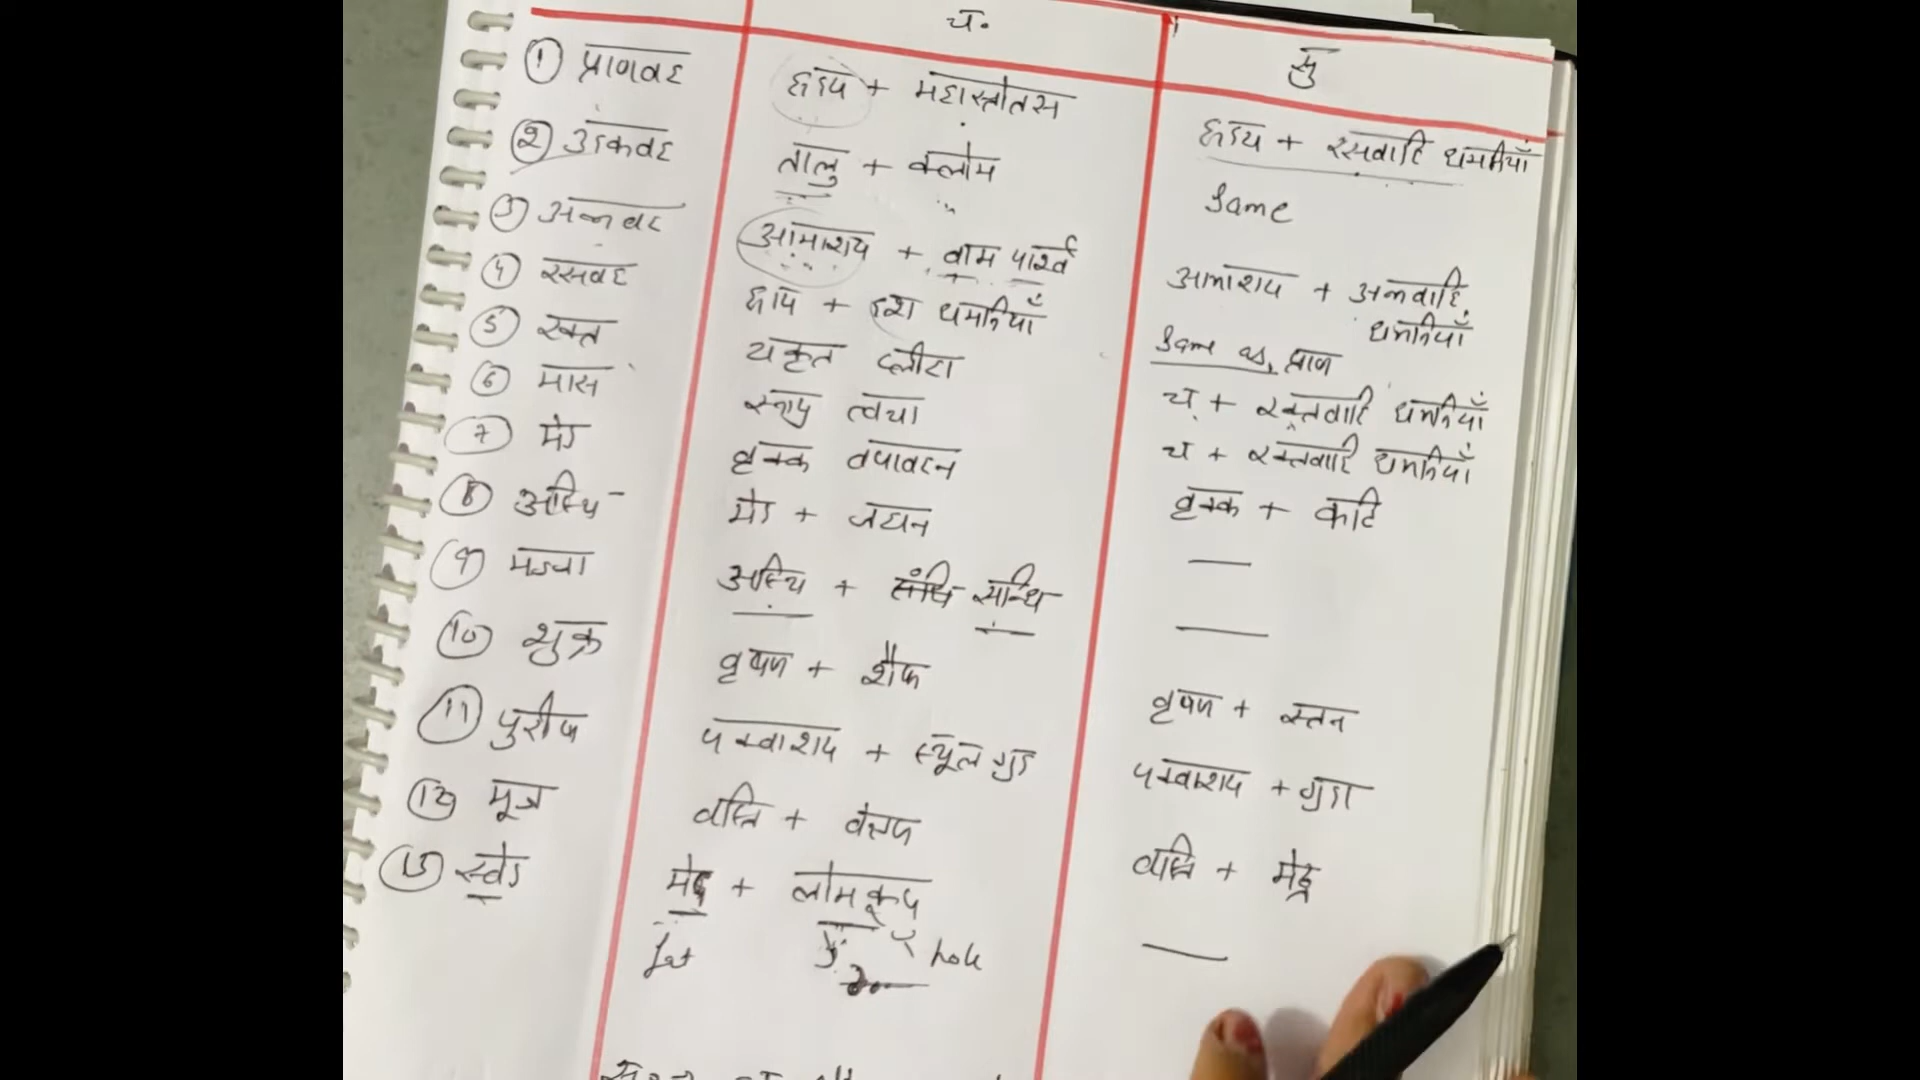 च. सु
① प्राणवह हृदय + महास्त्रोतस हृदय + रसवाहि धमनियाँ
② उदकवह तालु + क्लोम Same
③ अन्नवह आमाशय + वाम पार्श्व आमाशय + अन्नवाहि धमनियाँ
④ रसवह हृदय + दश धमनियाँ Same as प्राण
⑤ रक्त यकृत प्लीहा च + रक्तवाहि धमनियाँ
⑥ मांस स्नायु त्वचा च + रक्तवाहि धमनियाँ
⑦ मेद वृक्क वपावहन वृक्क + कटि
⑧ अस्थि मेद + जघन —
⑨ मज्जा अस्थि + संधि सन्धि —
⑩ शुक्र वृषण + शैफ वृषण + स्तन
⑪ पुरीष पक्वाशय + स्थूल गुद पक्वाशय + गुदा
⑫ मूत्र वस्ति + वंक्षण वस्ति + मेढ्र
⑬ स्वेद मेद + लोमकूप —
fat hole